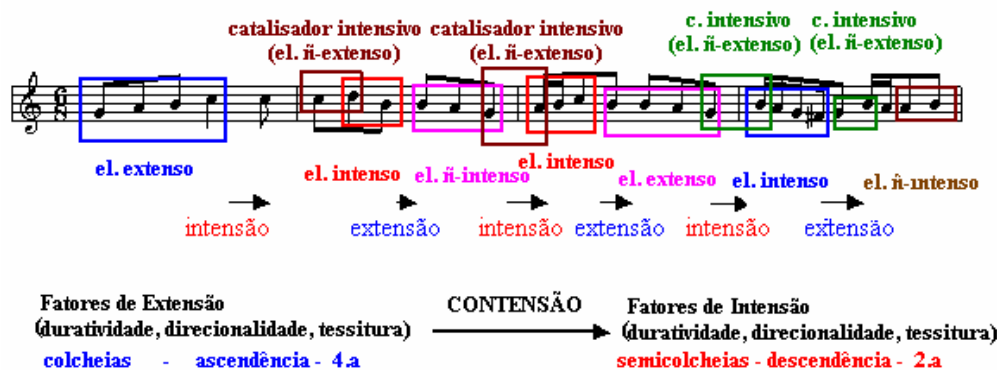 catalisador intensivo catalisador intensivo c. intensivo c. intensivo
(el. ñ-extenso) (el. ñ-extenso) (el. ñ-extenso) (el. ñ-extenso)
6
8
el. extenso el. intenso el. ñ-intenso el. intenso el. extenso el. intenso el. ñ-intenso
intensão extensão intensão extensão intensão extensão
Fatores de Extensão CONTENSÃO Fatores de Intensão
(duratividade, direcionalidade, tessitura) (duratividade, direcionalidade, tessitura)
colcheias - ascendência - 4.a semicolcheias - descendência - 2.a